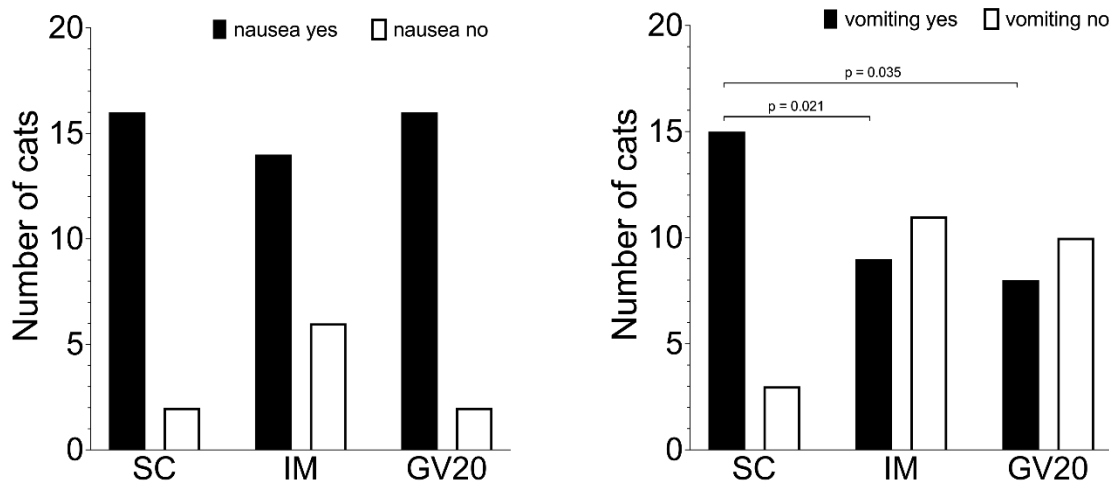 nausea yes nausea no
Number of cats
20
15
10
5
0
SC IM GV20
vomiting yes vomiting no
Number of cats
20
15
10
5
0
p = 0.035
p = 0.021
SC IM GV20